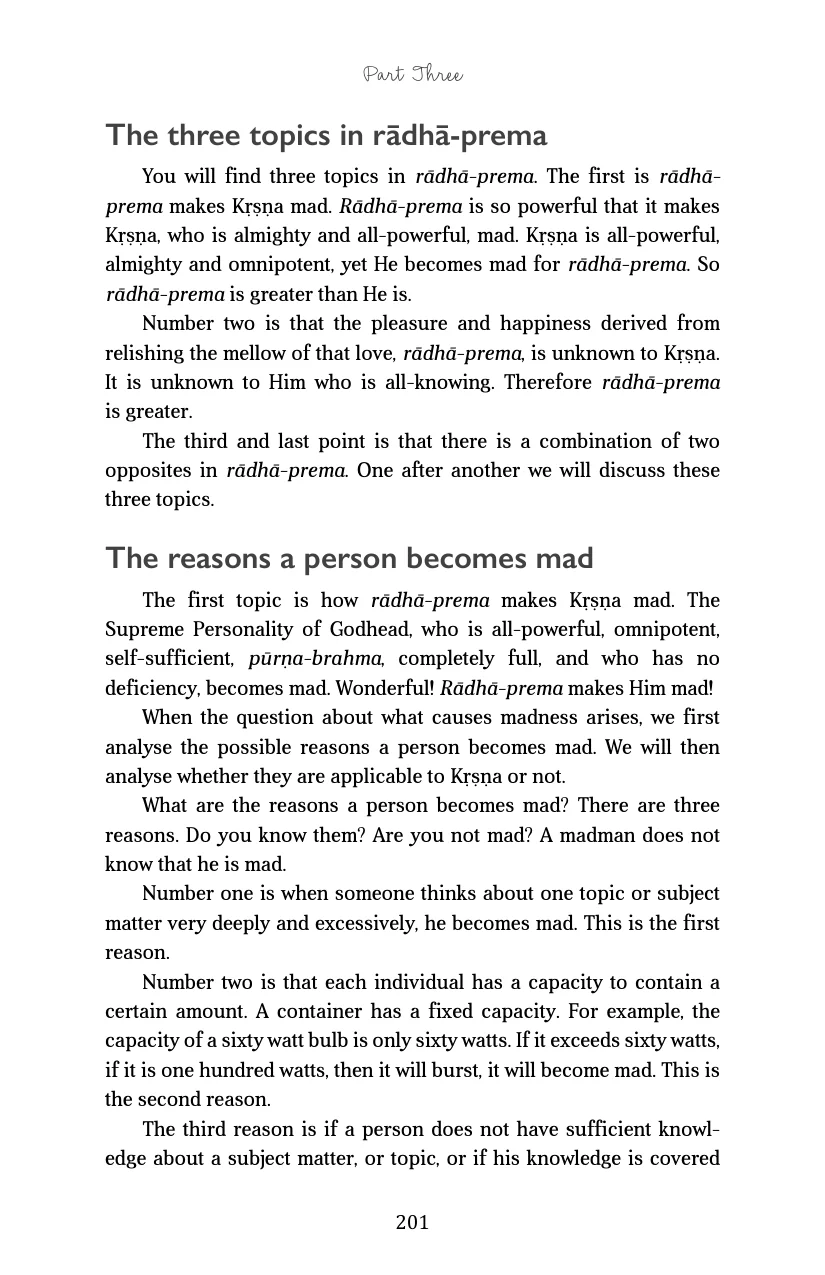 Part Three
The three topics in rādhā-prema
You will find three topics in rādhā-prema. The first is rādhā-
prema makes Kṛṣṇa mad. Rādhā-prema is so powerful that it makes
Kṛṣṇa, who is almighty and all-powerful, mad. Kṛṣṇa is all-powerful,
almighty and omnipotent, yet He becomes mad for rādhā-prema. So
rādhā-prema is greater than He is.
Number two is that the pleasure and happiness derived from
relishing the mellow of that love, rādhā-prema, is unknown to Kṛṣṇa.
It is unknown to Him who is all-knowing. Therefore rādhā-prema
is greater.
The third and last point is that there is a combination of two
opposites in rādhā-prema. One after another we will discuss these
three topics.
The reasons a person becomes mad
The first topic is how rādhā-prema makes Kṛṣṇa mad. The
Supreme Personality of Godhead, who is all-powerful, omnipotent,
self-sufficient, pūrṇa-brahma, completely full, and who has no
deficiency, becomes mad. Wonderful! Rādhā-prema makes Him mad!
When the question about what causes madness arises, we first
analyse the possible reasons a person becomes mad. We will then
analyse whether they are applicable to Kṛṣṇa or not.
What are the reasons a person becomes mad? There are three
reasons. Do you know them? Are you not mad? A madman does not
know that he is mad.
Number one is when someone thinks about one topic or subject
matter very deeply and excessively, he becomes mad. This is the first
reason.
Number two is that each individual has a capacity to contain a
certain amount. A container has a fixed capacity. For example, the
capacity of a sixty watt bulb is only sixty watts. If it exceeds sixty watts,
if it is one hundred watts, then it will burst, it will become mad. This is
the second reason.
The third reason is if a person does not have sufficient knowl-
edge about a subject matter, or topic, or if his knowledge is covered
201